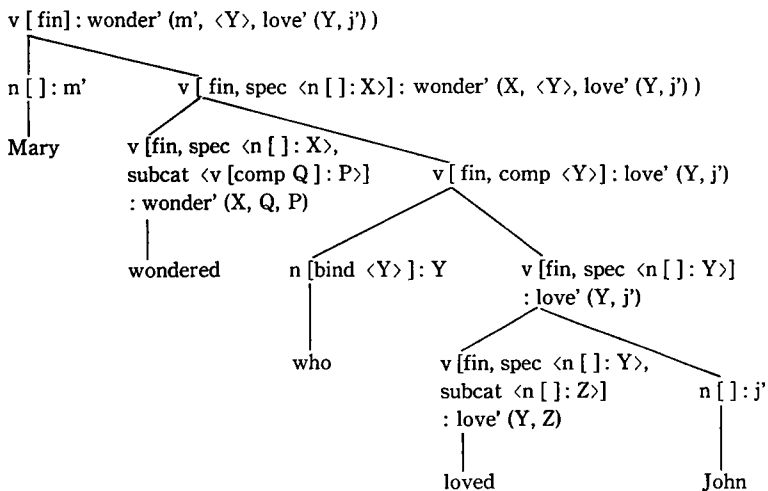 v [ fin] : wonder' (m', <Y>, love' (Y, j') )
n [ ] : m' v [ fin, spec <n [ ]: X>] : wonder' (X, <Y>, love' (Y, j') )
Mary v [fin, spec <n [ ]: X>,
subcat <v [comp Q ] : P>] v [ fin, comp <Y>] : love' (Y, j')
: wonder' (X, Q, P)
wondered n [bind <Y> ] : Y v [fin, spec <n [ ]: Y>]
: love' (Y, j')
who v [fin, spec <n [ ]: Y>,
subcat <n [ ]: Z>] n [ ] : j'
: love' (Y, Z)
loved John